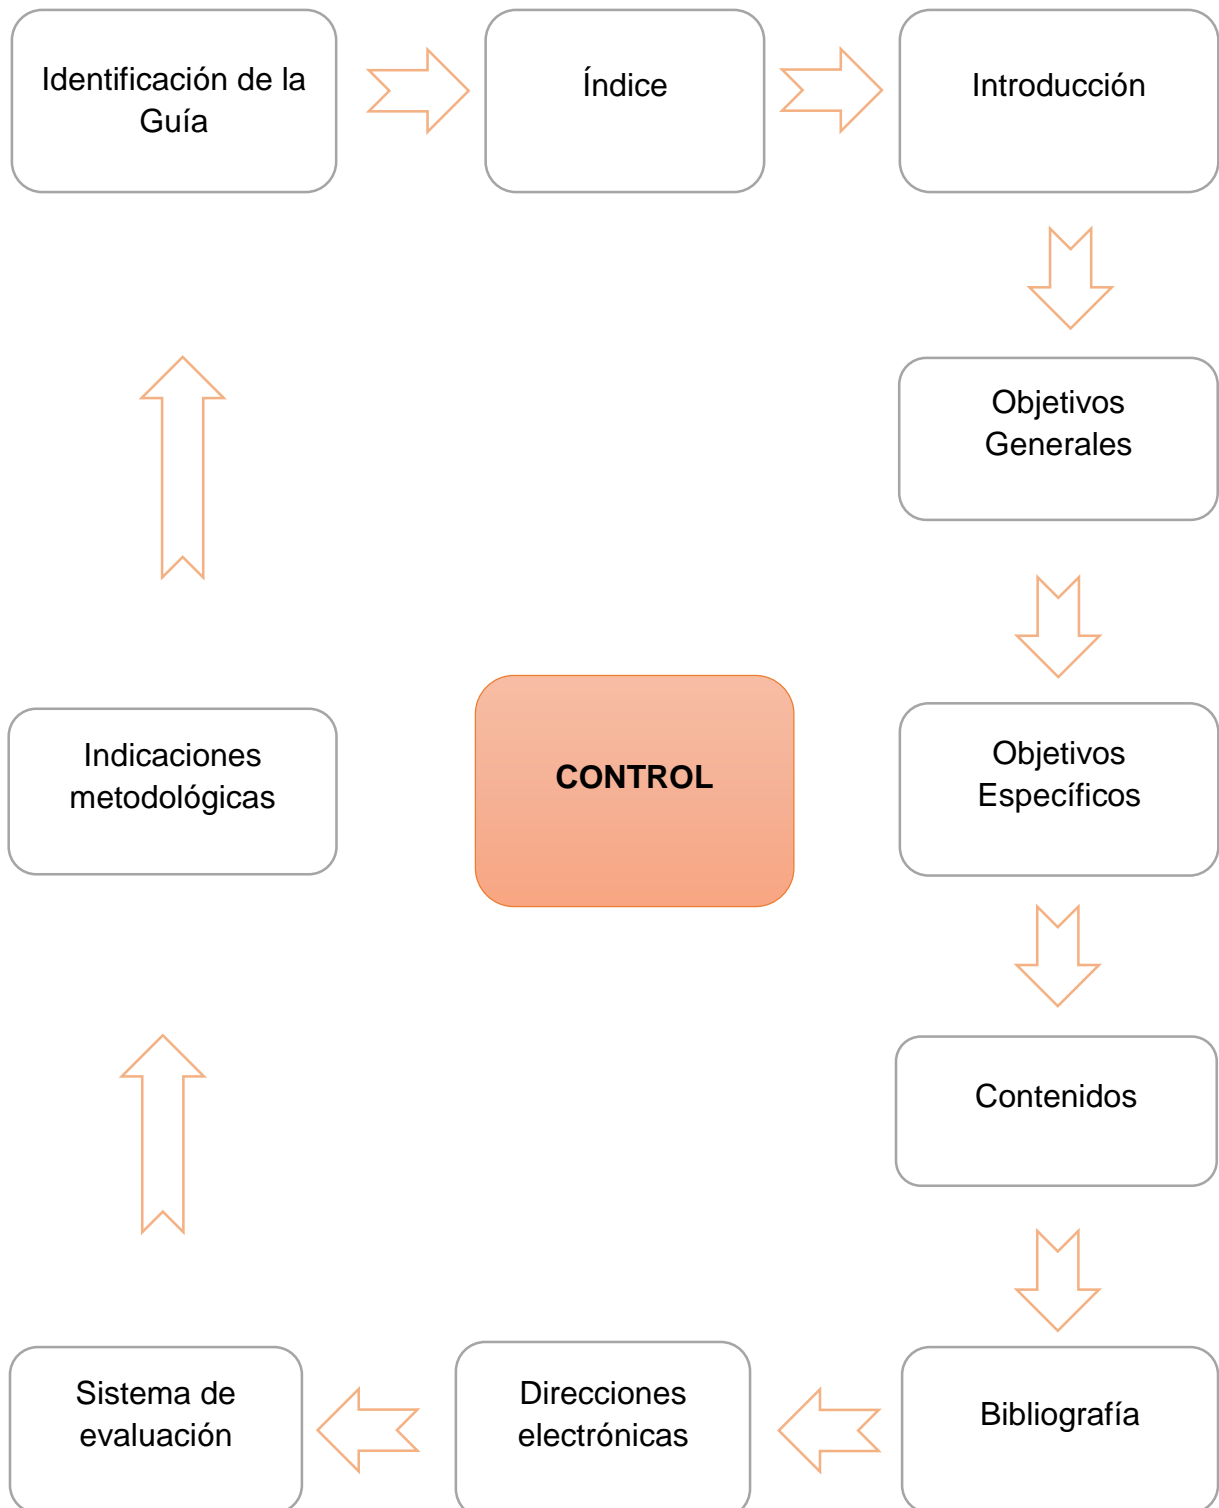 Identificación de la
Guía
Índice
Introducción
Objetivos
Generales
Objetivos
Específicos
CONTROL
Indicaciones
metodológicas
Contenidos
Bibliografía
Direcciones
electrónicas
Sistema de
evaluación